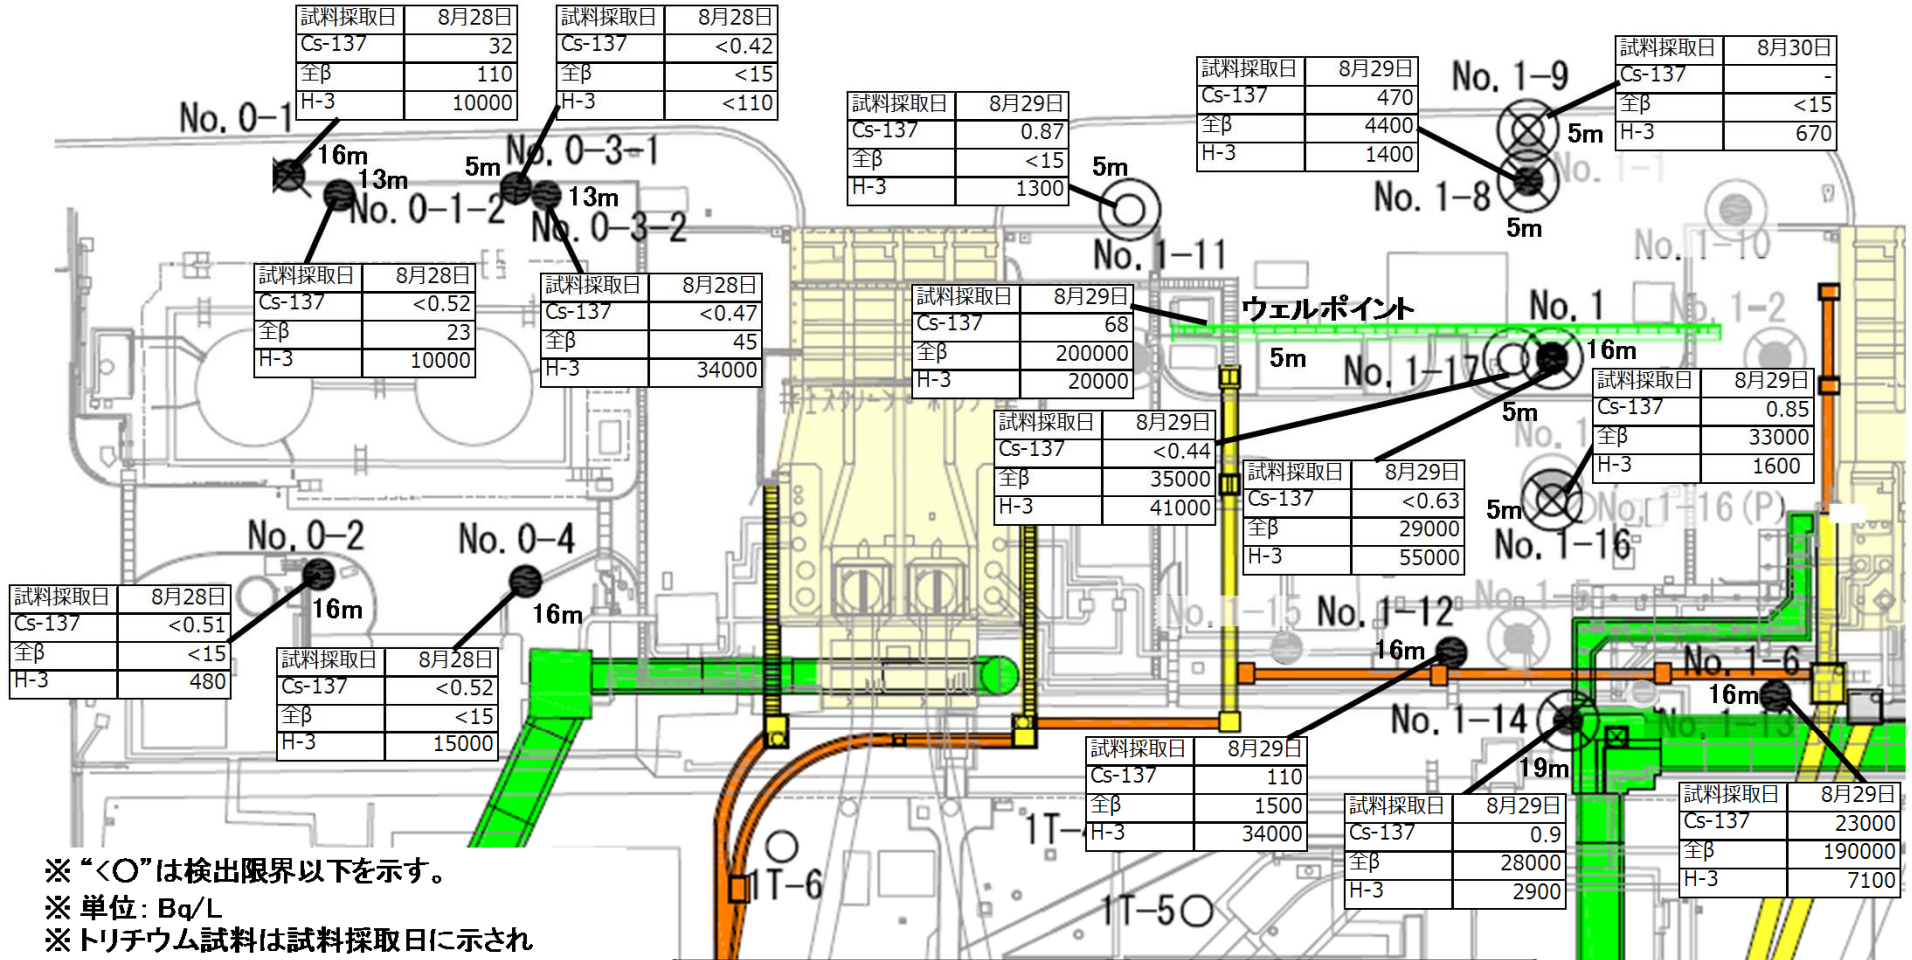 試料採取日 8月28日
Cs-137 32
全β 110
H-3 10000
試料採取日 8月28日
Cs-137 <0.42
全β <15
H-3 <110
試料採取日 8月29日
Cs-137 0.87
全β <15
H-3 1300
試料採取日 8月29日
Cs-137 470
全β 4400
H-3 1400
試料採取日 8月30日
Cs-137 -
全β <15
H-3 670
No. 0-1
16m
13m
No. 0-1-2
5m
No. 0-3-1
13m
No. 0-3-2
5m
No. 1-11
No. 1-9
5m
No. 1-1
No. 1-8
5m
No. 1-10
試料採取日 8月28日
Cs-137 <0.52
全β 23
H-3 10000
試料採取日 8月28日
Cs-137 <0.47
全β 45
H-3 34000
試料採取日 8月29日
Cs-137 68
全β 200000
H-3 20000
ウェルポイント
5m
No. 1
16m
No. 1-2
No. 1-17
5m
試料採取日 8月29日
Cs-137 0.85
全β 33000
H-3 1600
試料採取日 8月29日
Cs-137 <0.44
全β 35000
H-3 41000
試料採取日 8月29日
Cs-137 <0.63
全β 29000
H-3 55000
5m
No. 1-16(P)
No. 1-16
No. 0-2
16m
No. 0-4
16m
No. 1-15
No. 1-12
16m
No. 1-5
No. 1-6
16m
No. 1-14
19m
No. 1-13
試料採取日 8月28日
Cs-137 <0.51
全β <15
H-3 480
試料採取日 8月28日
Cs-137 <0.52
全β <15
H-3 15000
試料採取日 8月29日
Cs-137 110
全β 1500
H-3 34000
試料採取日 8月29日
Cs-137 0.9
全β 28000
H-3 2900
試料採取日 8月29日
Cs-137 23000
全β 190000
H-3 7100
1T-6
1T-5
※ “<○”は検出限界以下を示す。
※ 単位: Bq/L
※トリチウム試料は試料採取日に示され